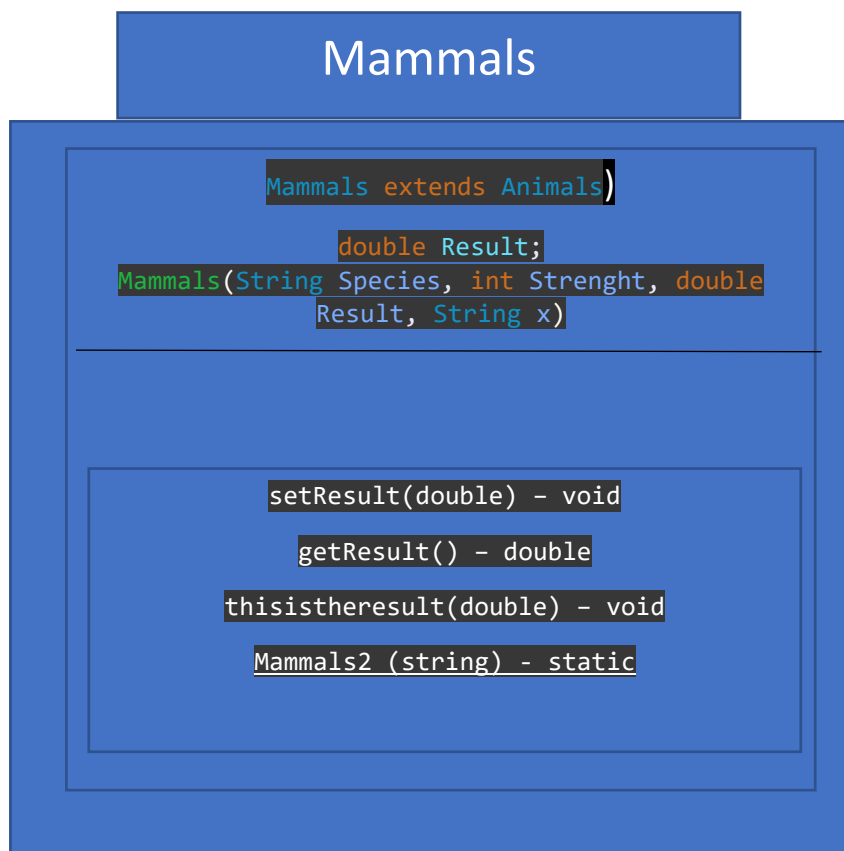 Mammals
Mammals extends Animals)
double Result;
Mammals(String Species, int Strenght, double
Result, String x)
setResult(double) – void
getResult() – double
thisistheresult(double) – void
Mammals2 (string) - static